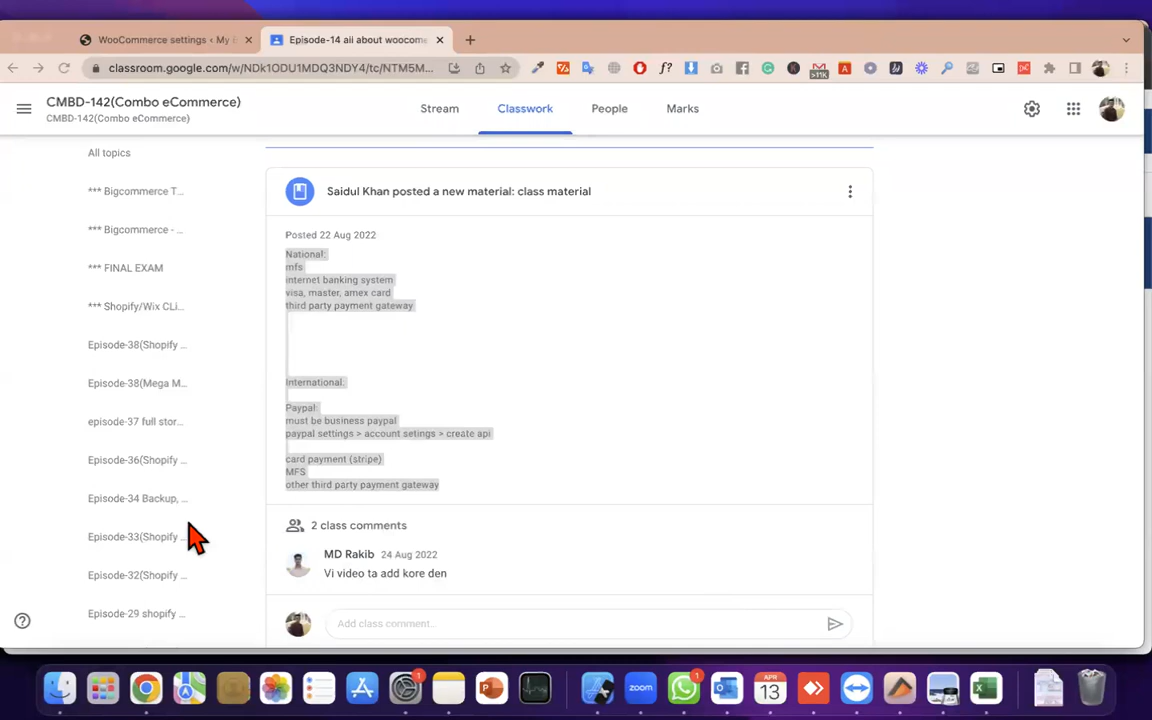 WooCommerce settings ‹ My E
Episode-14 all about woocom
classroom.google.com/w/NDk1ODU1MDQ3NDY4/tc/NTM5M...
CMBD-142(Combo eCommerce)
CMBD-142(Combo eCommerce)
Stream
Classwork
People
Marks
All topics
*** Bigcommerce T...
*** Bigcommerce - ...
*** FINAL EXAM
*** Shopify/Wix CLi...
Episode-38(Shopify ...
Episode-38(Mega M...
episode-37 full stor...
Episode-36(Shopify ...
Episode-34 Backup, ...
Episode-33(Shopify ...
Episode-32(Shopify ...
Episode-29 shopify ...
Saidul Khan posted a new material: class material
Posted 22 Aug 2022
National:
mfs
internet banking system
visa, master, amex card
third party payment gateway
International:
Paypal:
must be business paypal
paypal settings > account setings > create api
card payment (stripe)
MFS
other third party payment gateway
2 class comments
MD Rakib 24 Aug 2022
Vi video ta add kore den
Add class comment...
>11k
f?
1
zoom
1
APR
13